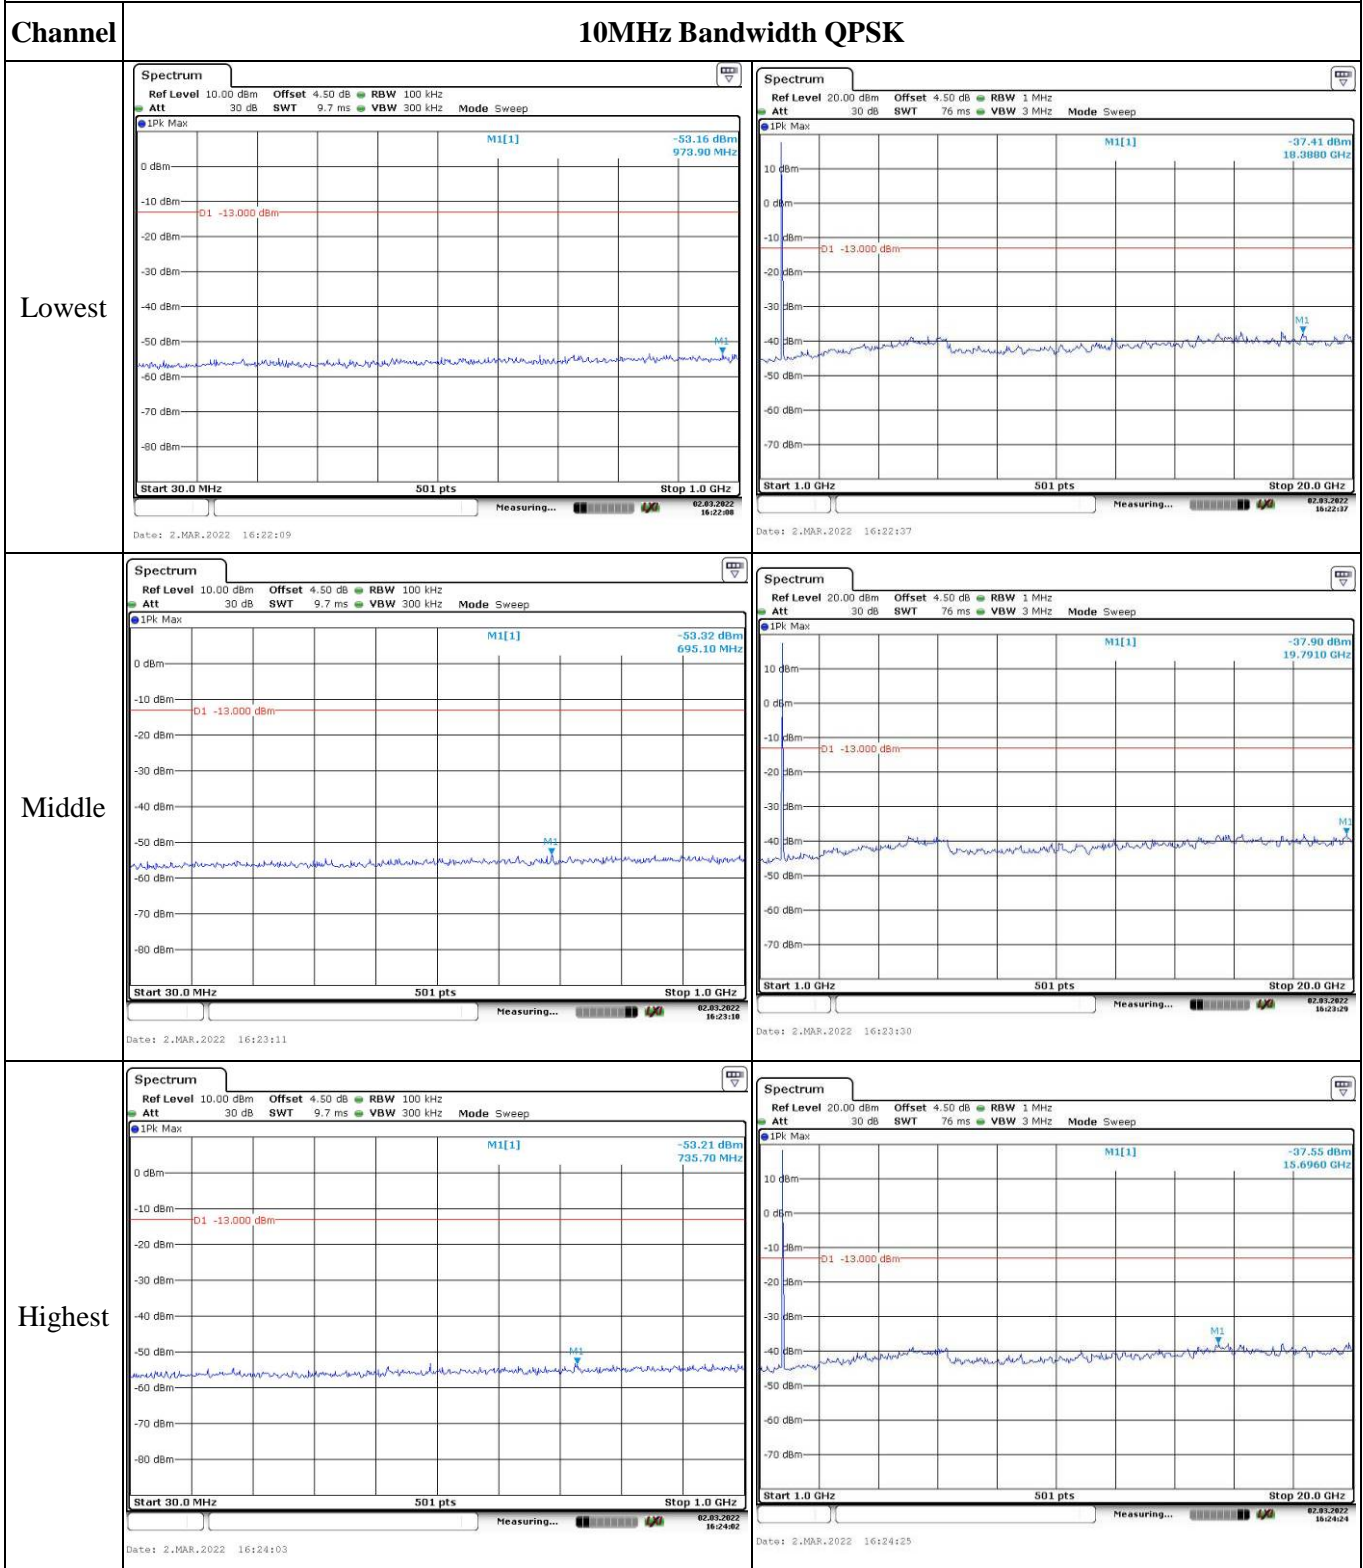 Channel 10MHz Bandwidth QPSK
Lowest
Spectrum
Ref Level 10.00 dBm Offset 4.50 dB RBW 100 kHz
Att 30 dB SWT 9.7 ms VBW 300 kHz Mode Sweep
1Pk Max
M1[1] -53.16 dBm
973.90 MHz
0 dBm
-10 dBm
D1 -13.000 dBm
-20 dBm
-30 dBm
-40 dBm
-50 dBm
M1
-60 dBm
-70 dBm
-80 dBm
Start 30.0 MHz 501 pts Stop 1.0 GHz
Measuring... 02.03.2022
16:22:08
Date: 2.MAR.2022 16:22:09
Spectrum
Ref Level 20.00 dBm Offset 4.50 dB RBW 1 MHz
Att 30 dB SWT 76 ms VBW 3 MHz Mode Sweep
1Pk Max
M1[1] -37.41 dBm
18.3880 GHz
10 dBm
0 dBm
-10 dBm
D1 -13.000 dBm
-20 dBm
-30 dBm
M1
-40 dBm
-50 dBm
-60 dBm
-70 dBm
Start 1.0 GHz 501 pts Stop 20.0 GHz
Measuring... 02.03.2022
16:22:37
Date: 2.MAR.2022 16:22:37
Middle
Spectrum
Ref Level 10.00 dBm Offset 4.50 dB RBW 100 kHz
Att 30 dB SWT 9.7 ms VBW 300 kHz Mode Sweep
1Pk Max
M1[1] -53.32 dBm
695.10 MHz
0 dBm
-10 dBm
D1 -13.000 dBm
-20 dBm
-30 dBm
-40 dBm
-50 dBm
M1
-60 dBm
-70 dBm
-80 dBm
Start 30.0 MHz 501 pts Stop 1.0 GHz
Measuring... 02.03.2022
16:23:10
Date: 2.MAR.2022 16:23:11
Spectrum
Ref Level 20.00 dBm Offset 4.50 dB RBW 1 MHz
Att 30 dB SWT 76 ms VBW 3 MHz Mode Sweep
1Pk Max
M1[1] -37.90 dBm
19.7910 GHz
10 dBm
0 dBm
-10 dBm
D1 -13.000 dBm
-20 dBm
-30 dBm
M1
-40 dBm
-50 dBm
-60 dBm
-70 dBm
Start 1.0 GHz 501 pts Stop 20.0 GHz
Measuring... 02.03.2022
16:23:29
Date: 2.MAR.2022 16:23:30
Highest
Spectrum
Ref Level 10.00 dBm Offset 4.50 dB RBW 100 kHz
Att 30 dB SWT 9.7 ms VBW 300 kHz Mode Sweep
1Pk Max
M1[1] -53.21 dBm
735.70 MHz
0 dBm
-10 dBm
D1 -13.000 dBm
-20 dBm
-30 dBm
-40 dBm
-50 dBm
M1
-60 dBm
-70 dBm
-80 dBm
Start 30.0 MHz 501 pts Stop 1.0 GHz
Measuring... 02.03.2022
16:24:02
Date: 2.MAR.2022 16:24:03
Spectrum
Ref Level 20.00 dBm Offset 4.50 dB RBW 1 MHz
Att 30 dB SWT 76 ms VBW 3 MHz Mode Sweep
1Pk Max
M1[1] -37.55 dBm
15.6960 GHz
10 dBm
0 dBm
-10 dBm
D1 -13.000 dBm
-20 dBm
-30 dBm
M1
-40 dBm
-50 dBm
-60 dBm
-70 dBm
Start 1.0 GHz 501 pts Stop 20.0 GHz
Measuring... 02.03.2022
16:24:24
Date: 2.MAR.2022 16:24:25